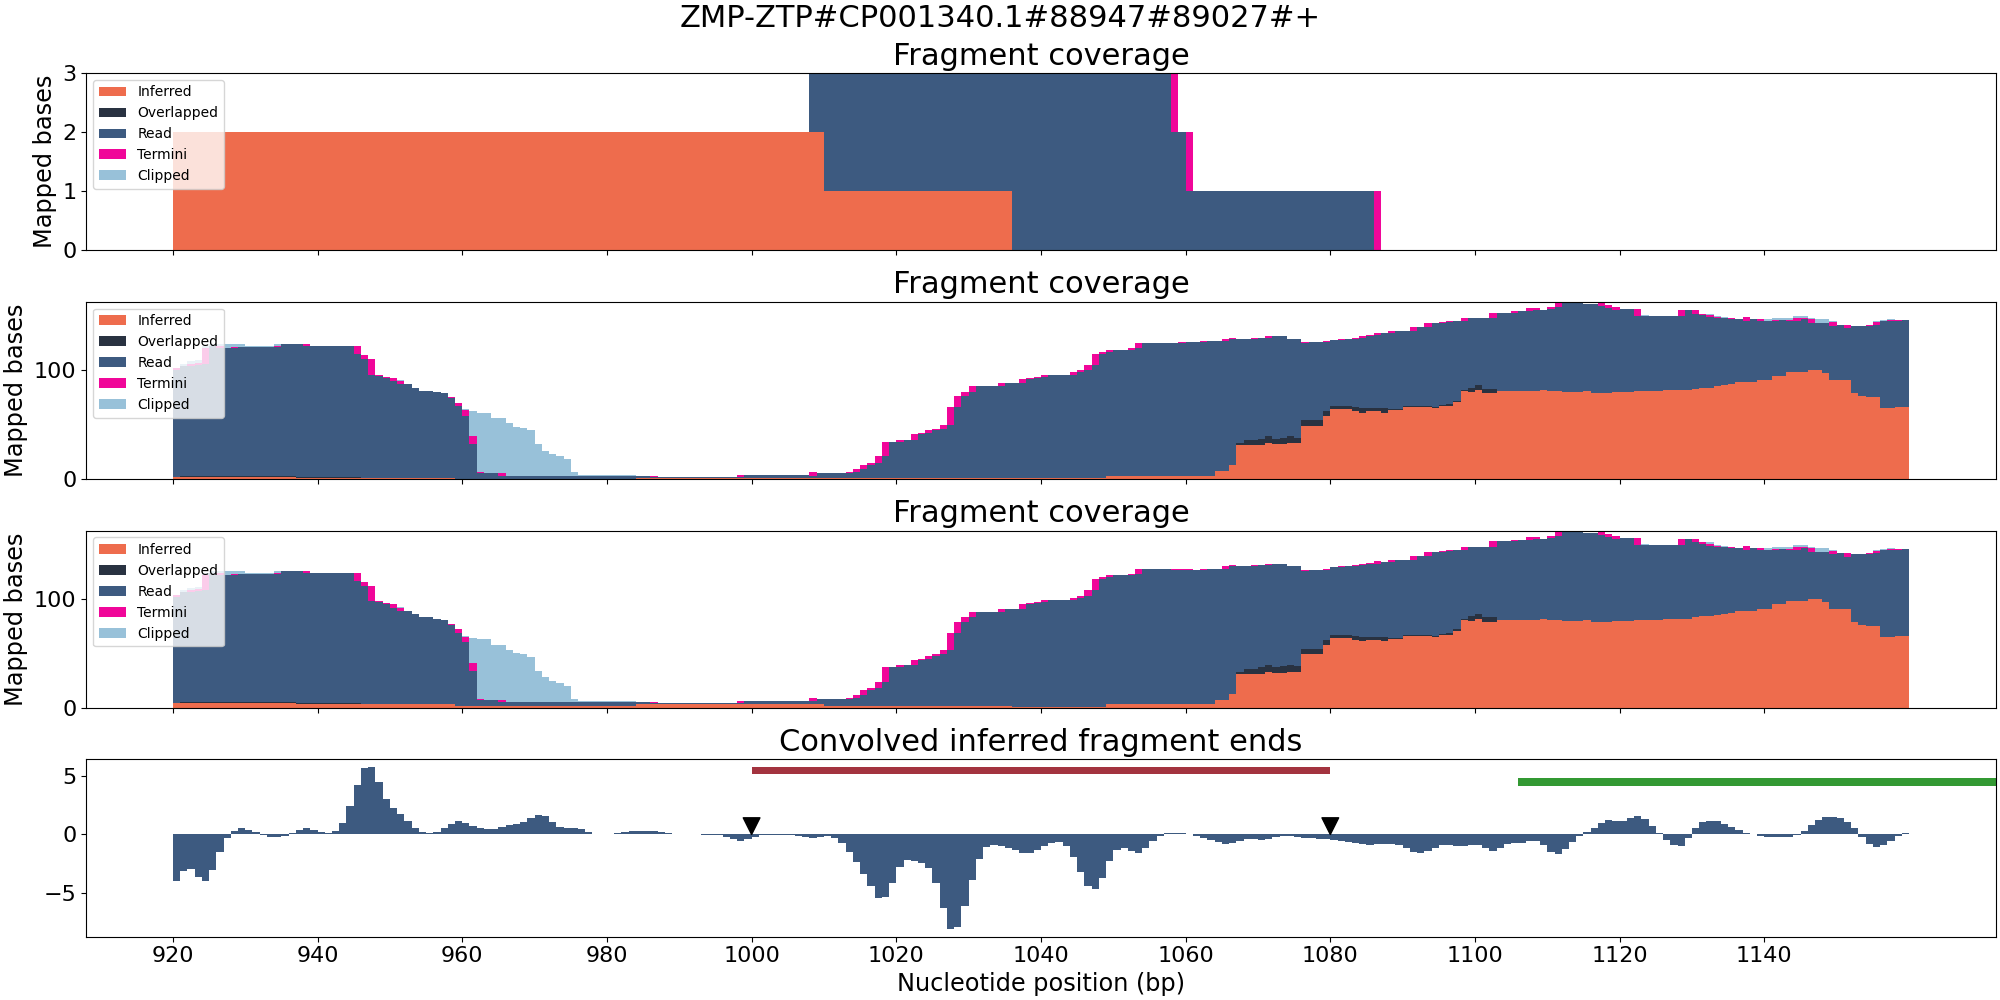 ZMP-ZTP#CP001340.1#88947#89027#+
Fragment coverage
Mapped bases
3
2
1
0
Inferred
Overlapped
Read
Termini
Clipped
Fragment coverage
Mapped bases
100
0
Inferred
Overlapped
Read
Termini
Clipped
Fragment coverage
Mapped bases
100
0
Inferred
Overlapped
Read
Termini
Clipped
Convolved inferred fragment ends
5
0
−5
920 940 960 980 1000 1020 1040 1060 1080 1100 1120 1140
Nucleotide position (bp)